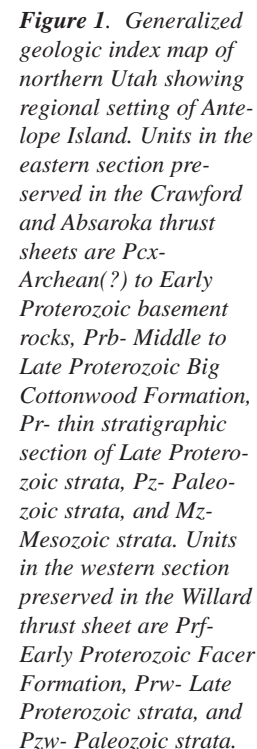 Figure 1. Generalized
geologic index map of
northern Utah showing
regional setting of Ante-
lope Island. Units in the
eastern section pre-
served in the Crawford
and Absaroka thrust
sheets are Pcx-
Archean(?) to Early
Proterozoic basement
rocks, Prb- Middle to
Late Proterozoic Big
Cottonwood Formation,
Pr- thin stratigraphic
section of Late Protero-
zoic strata, Pz- Paleo-
zoic strata, and Mz-
Mesozoic strata. Units
in the western section
preserved in the Willard
thrust sheet are Prf-
Early Proterozoic Facer
Formation, Prw- Late
Proterozoic strata, and
Pzw- Paleozoic strata.